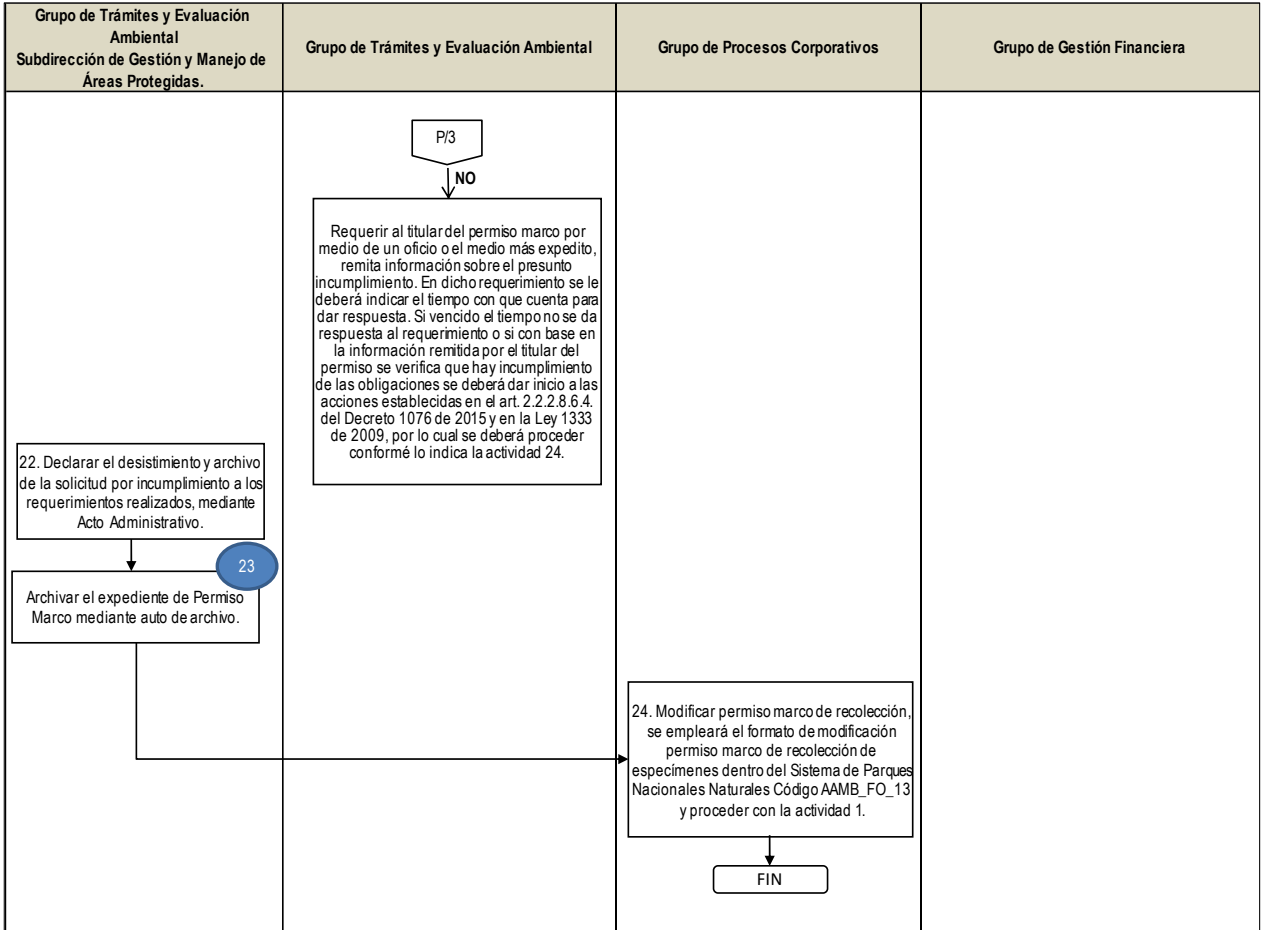 Grupo de Trámites y Evaluación
Ambiental
Subdirección de Gestión y Manejo de
Áreas Protegidas.
Grupo de Trámites y Evaluación Ambiental
Grupo de Procesos Corporativos
Grupo de Gestión Financiera
P/3
NO
Requerir al titular del permiso marco por
medio de un oficio o el medio más expedito,
remita información sobre el presunto
incumplimiento. En dicho requerimiento se le
deberá indicar el tiempo con que cuenta para
dar respuesta. Si vencido el tiempo no se da
respuesta al requerimiento o si con base en
la información remitida por el titular del
permiso se verifica que hay incumplimiento
de las obligaciones se deberá dar inicio a las
acciones establecidas en el art. 2.2.2.8.6.4.
del Decreto 1076 de 2015 y en la Ley 1333
de 2009, por lo cual se deberá proceder
conformé lo indica la actividad 24.
22. Declarar el desistimiento y archivo
de la solicitud por incumplimiento a los
requerimientos realizados, mediante
Acto Administrativo.
23
Archivar el expediente de Permiso
Marco mediante auto de archivo.
24. Modificar permiso marco de recolección,
se empleará el formato de modificación
permiso marco de recolección de
especímenes dentro del Sistema de Parques
Nacionales Naturales Código AAMB_FO_13
y proceder con la actividad 1.
FIN